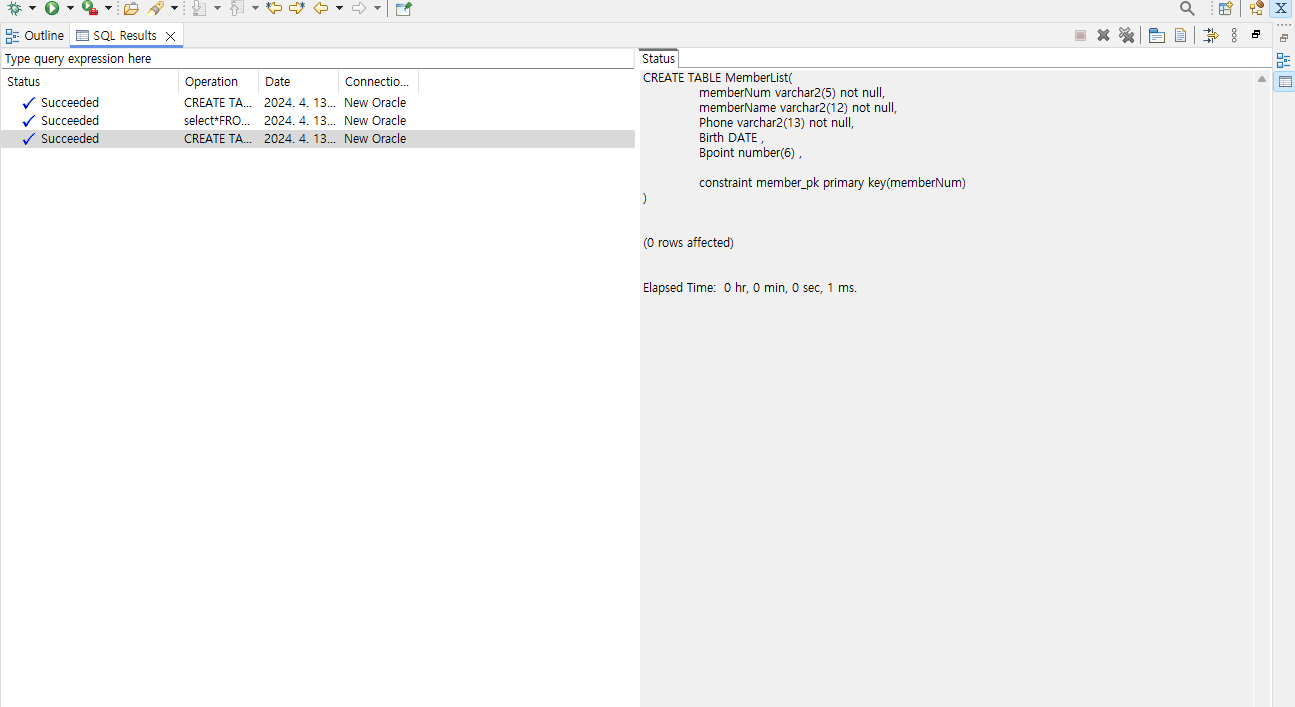 Outline SQL Results
Type query expression here
Status Operation Date Connectio...
Succeeded CREATE TA... 2024. 4. 13... New Oracle
Succeeded select*FRO... 2024. 4. 13... New Oracle
Succeeded CREATE TA... 2024. 4. 13... New Oracle
Status
CREATE TABLE MemberList(
memberNum varchar2(5) not null,
memberName varchar2(12) not null,
Phone varchar2(13) not null,
Birth DATE ,
Bpoint number(6) ,
constraint member_pk primary key(memberNum)
)
(0 rows affected)
Elapsed Time:  0 hr, 0 min, 0 sec, 1 ms.